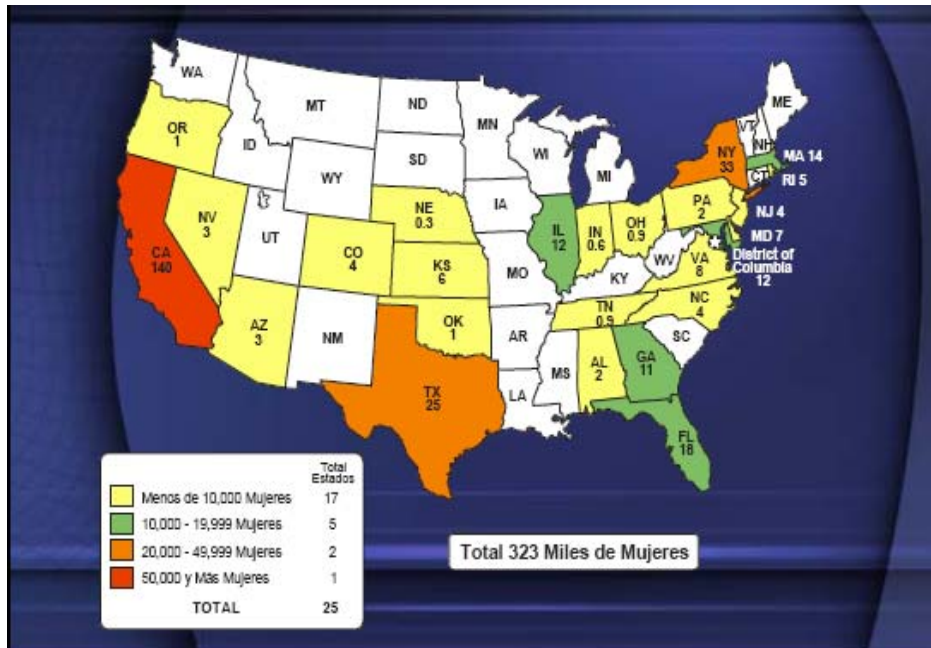 WA
MT
ND
MN
ME
VT
NH
OR
1
ID
SD
WI
MI
NY
33
MA 14
CT
RI 5
WY
NE
0.3
IA
PA
2
NJ 4
NV
3
UT
CO
4
IL
12
IN
0.6
OH
0.9
MD 7
CA
140
KS
6
MO
WV
VA
8
District of
Columbia
12
KY
AZ
3
NM
OK
1
AR
TN
0.9
NC
4
SC
MS
AL
2
GA
11
TX
25
LA
FL
18
Total
Estados
Menos de 10,000 Mujeres 17
10,000 - 19,999 Mujeres 5
20,000 - 49,999 Mujeres 2
50,000 y Más Mujeres 1
TOTAL 25
Total 323 Miles de Mujeres